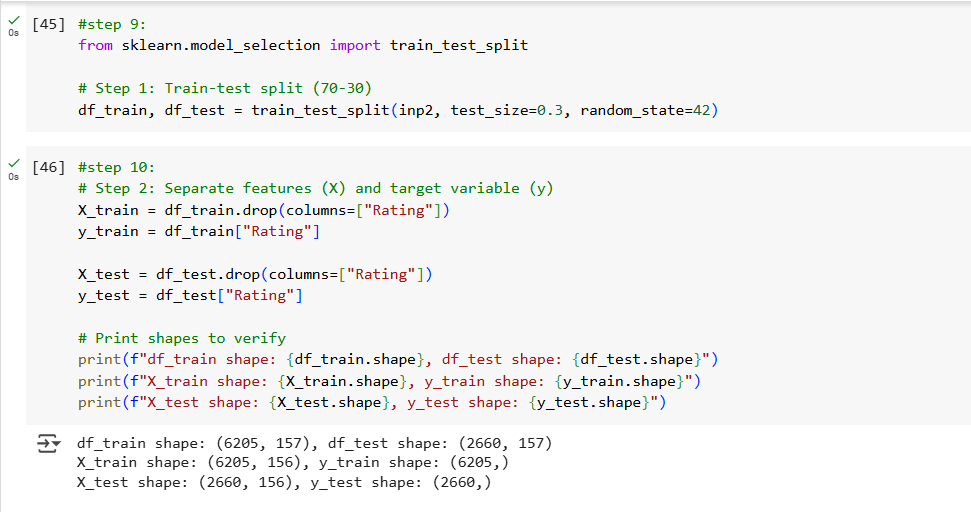 [45] #step 9:
0s
from sklearn.model_selection import train_test_split
# Step 1: Train-test split (70-30)
df_train, df_test = train_test_split(inp2, test_size=0.3, random_state=42)
[46] #step 10:
0s
# Step 2: Separate features (X) and target variable (y)
X_train = df_train.drop(columns=["Rating"])
y_train = df_train["Rating"]
X_test = df_test.drop(columns=["Rating"])
y_test = df_test["Rating"]
# Print shapes to verify
print(f"df_train shape: {df_train.shape}, df_test shape: {df_test.shape}")
print(f"X_train shape: {X_train.shape}, y_train shape: {y_train.shape}")
print(f"X_test shape: {X_test.shape}, y_test shape: {y_test.shape}")
df_train shape: (6205, 157), df_test shape: (2660, 157)
X_train shape: (6205, 156), y_train shape: (6205,)
X_test shape: (2660, 156), y_test shape: (2660,)